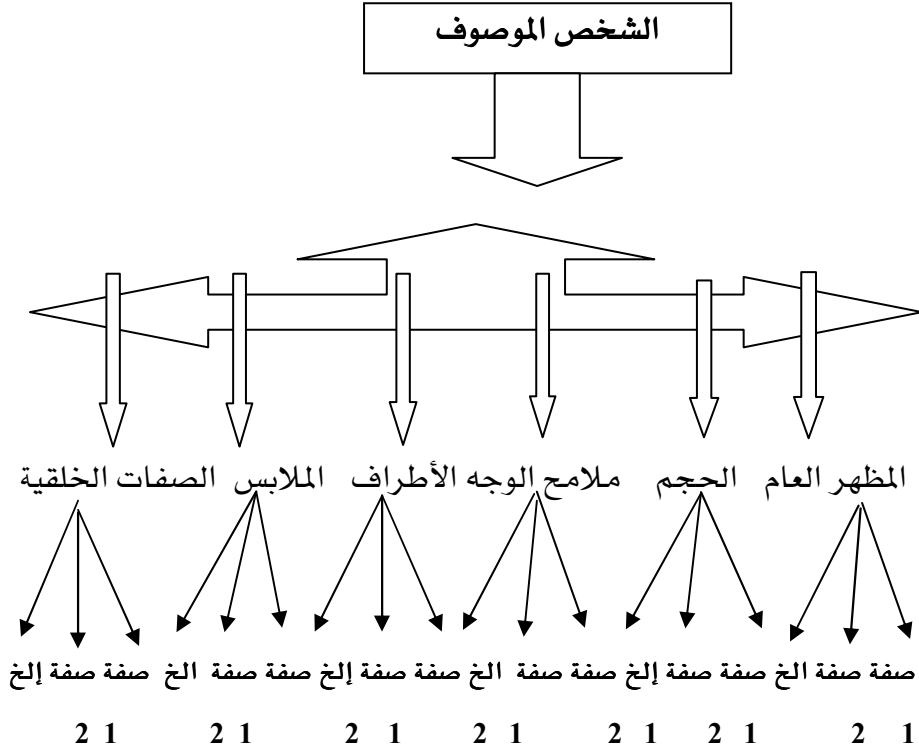 الشخص الموصوف
المظهر العام الحجم ملامح الوجه الأطراف الملابس الصفات الخلقية
صفة صفة الخ صفة صفة إلخ صفة صفة الخ صفة صفة إلخ صفة صفة الخ صفة صفة إلخ
1 2 1 2 1 2 1 2 1 2 1 2 1 2